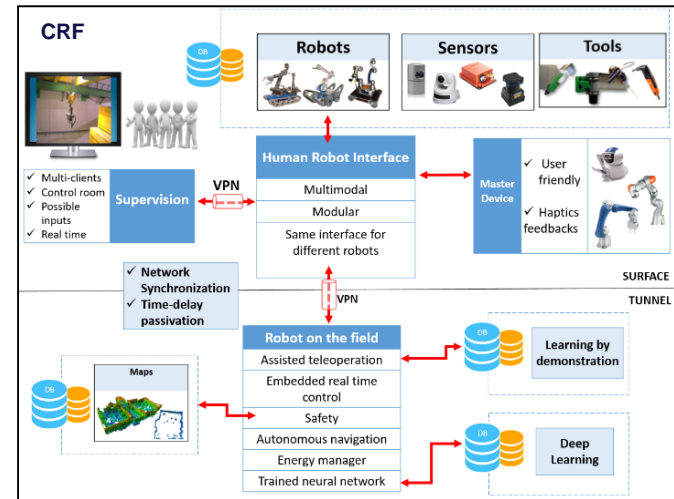 CRF
DB
Robots
Sensors
Tools
Human Robot Interface
Multimodal
Modular
Same interface for
different robots
✓ Multi-clients
✓ Control room
✓ Possible
inputs
✓ Real time
Supervision
VPN
Master
Device
✓ User
friendly
✓ Haptics
feedbacks
✓ Network
Synchronization
✓ Time-delay
passivation
VPN
SURFACE
TUNNEL
Robot on the field
Assisted teleoperation
Embedded real time
control
Safety
Autonomous navigation
Energy manager
Trained neural network
DB
Maps
DB
Learning by
demonstration
DB
Deep
Learning